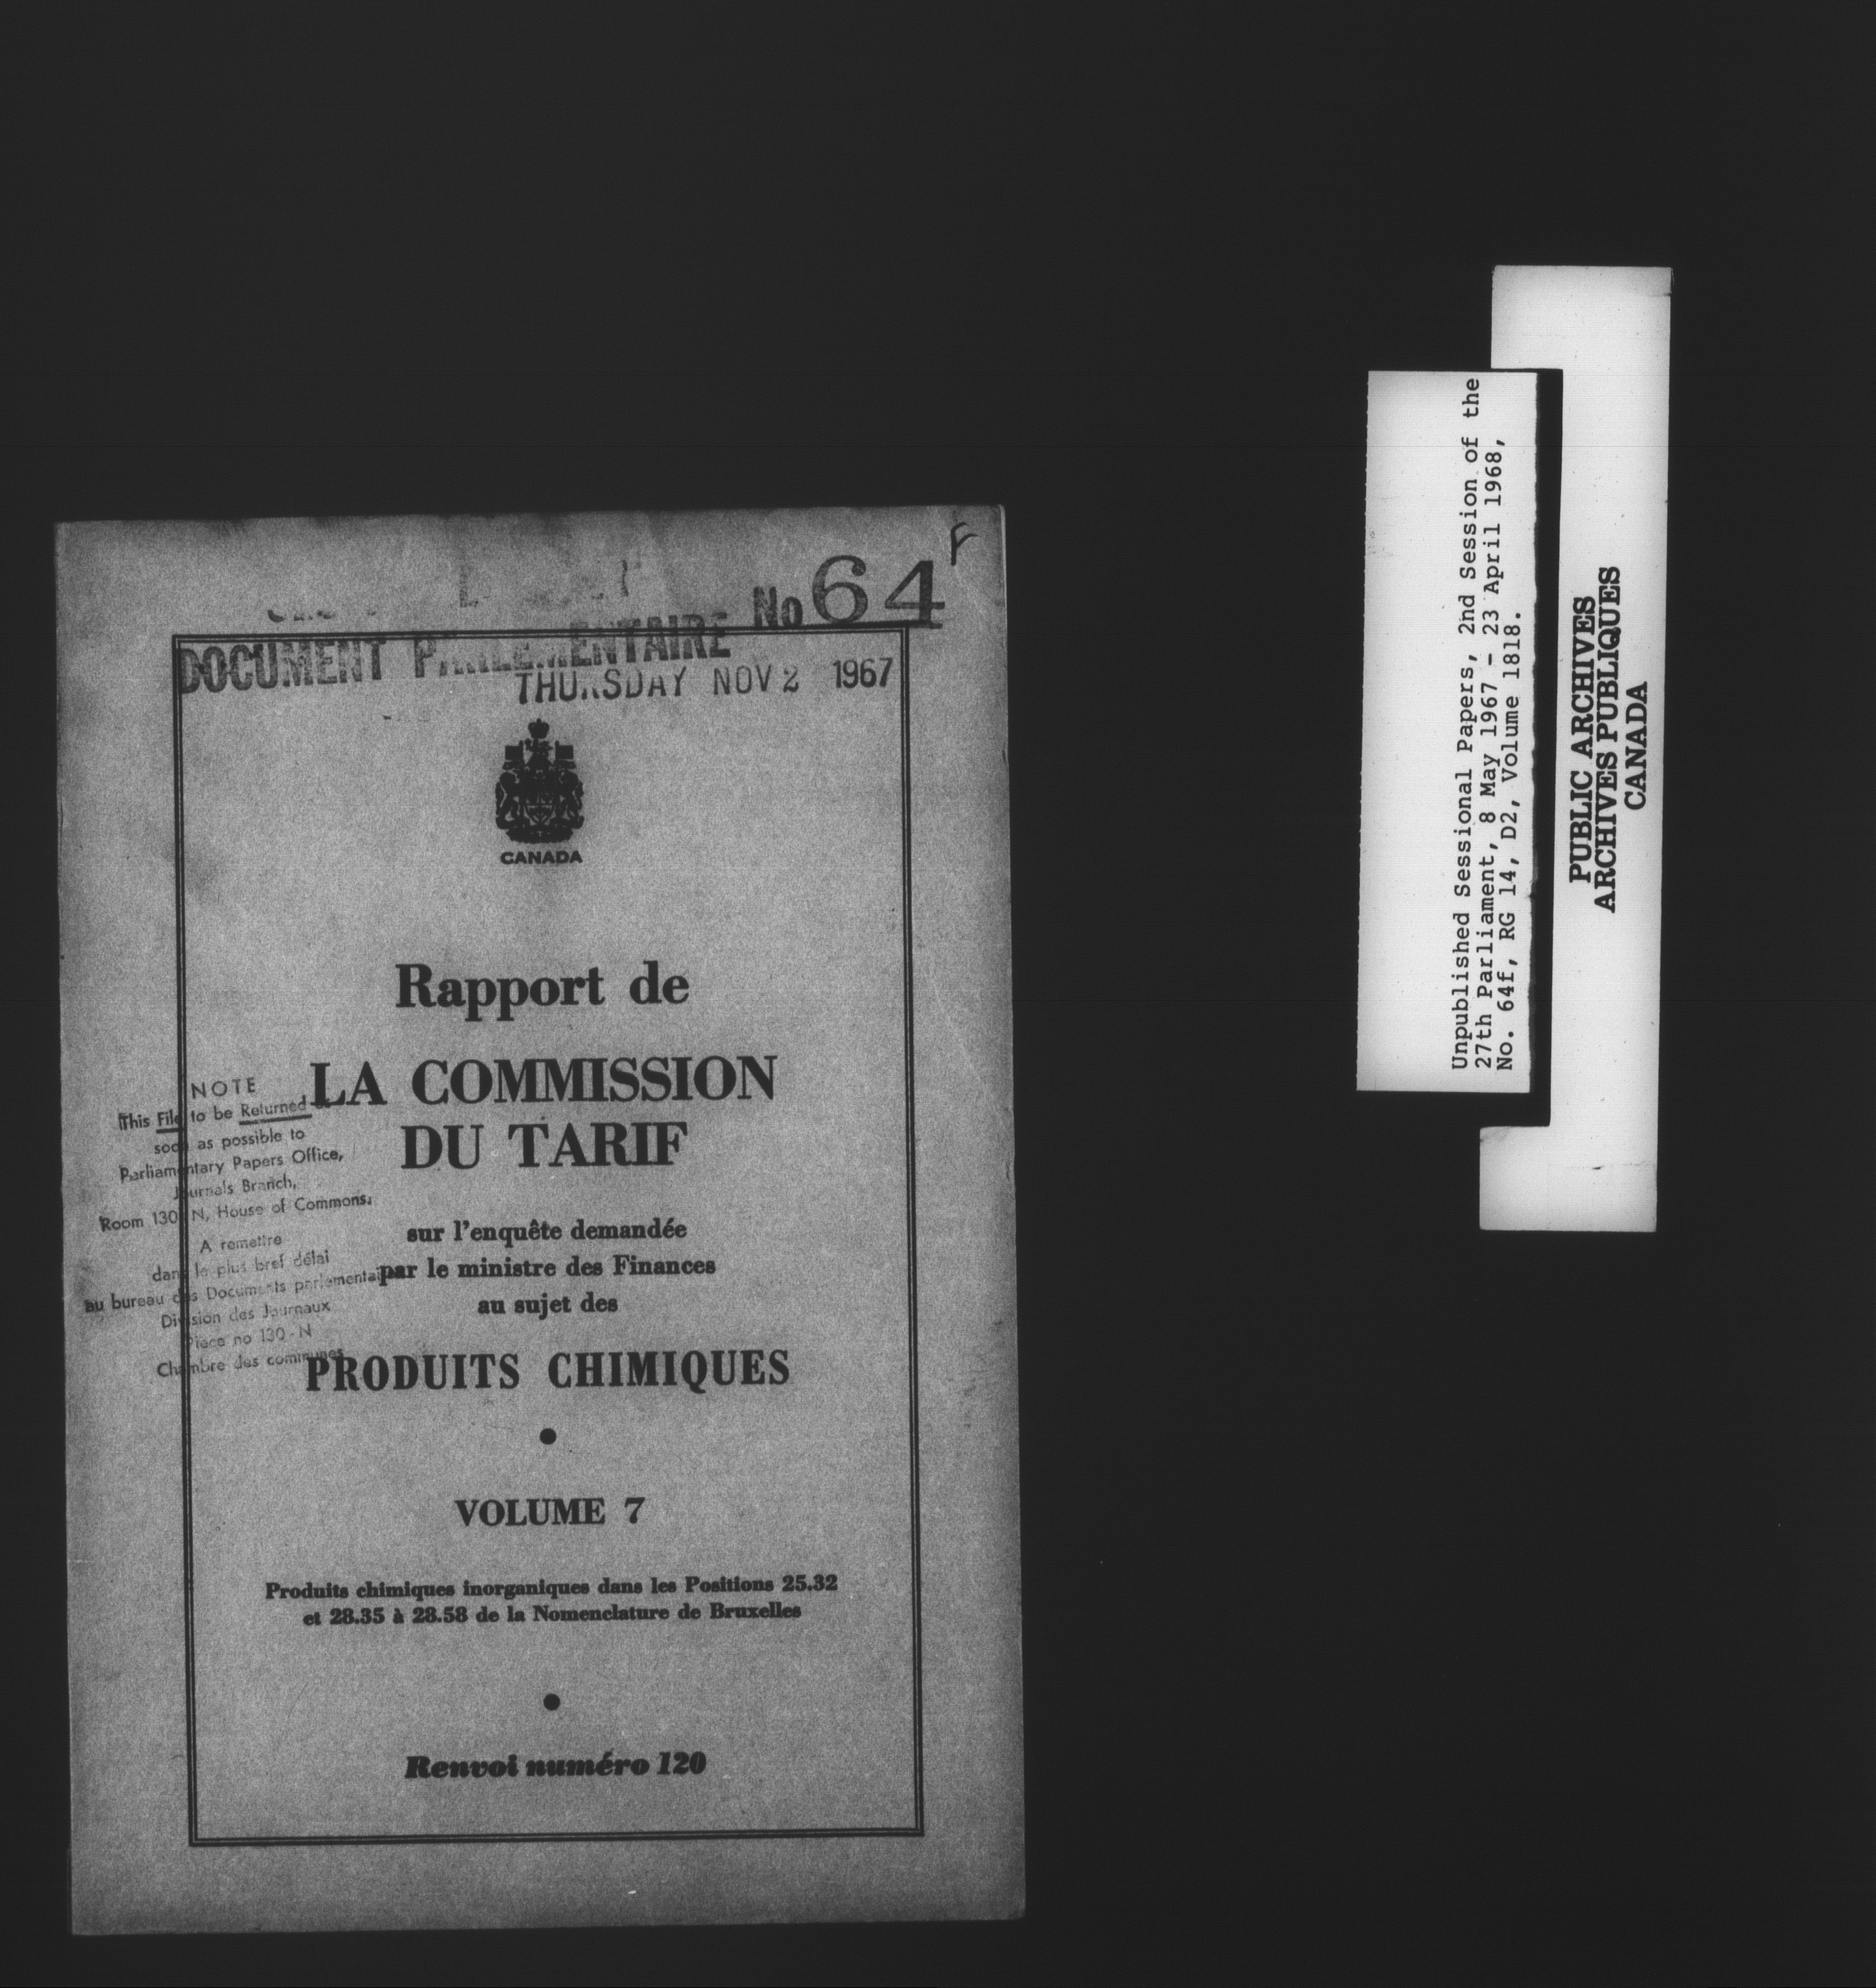 F
No 64
DOCUMENT PARLEMENTAIRE
THURSDAY NOV 2 1967
CANADA
Rapport de
LA COMMISSION
DU TARIF
sur l'enquête demandée
par le ministre des Finances
au sujet des
PRODUITS CHIMIQUES
VOLUME 7
Produits chimiques inorganiques dans les Positions 25.32
et 28.35 à 28.58 de la Nomenclature de Bruxelles
Renvoi numéro 120
NOTE
This File to be Returned
soon as possible to
Parliamentary Papers Office,
Journals Branch,
Room 130 N, House of Commons.
A remettre
dans le plus bref délai
au bureau des Documents parlementaires
Division des Journaux
Pièce no 130-N
Chambre des communes
Unpublished Sessional Papers, 2nd Session of the
27th Parliament, 8 May 1967 - 23 April 1968,
No. 64f, RG 14, D2, Volume 1818.
PUBLIC ARCHIVES
ARCHIVES PUBLIQUES
CANADA